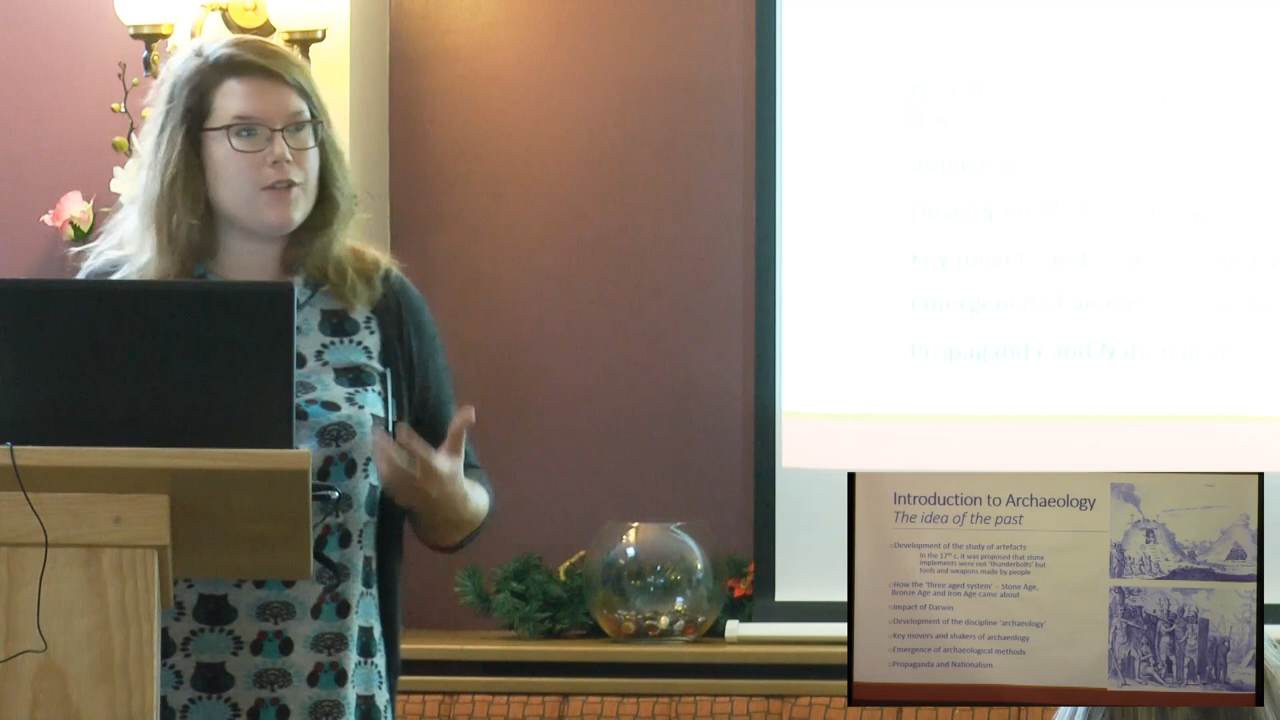 Propaganda and Nationalism
Introduction to Archaeology
The idea of the past
Development of the study of artefacts
In the 17th c. it was proposed that stone
implements were not 'thunderbolts' but
tools and weapons made by people
How the 'three aged system' – Stone Age,
Bronze Age and Iron Age came about
Impact of Darwin
Development of the discipline 'archaeology'
Key movers and shakers of archaeology
Emergence of archaeological methods
Propaganda and Nationalism